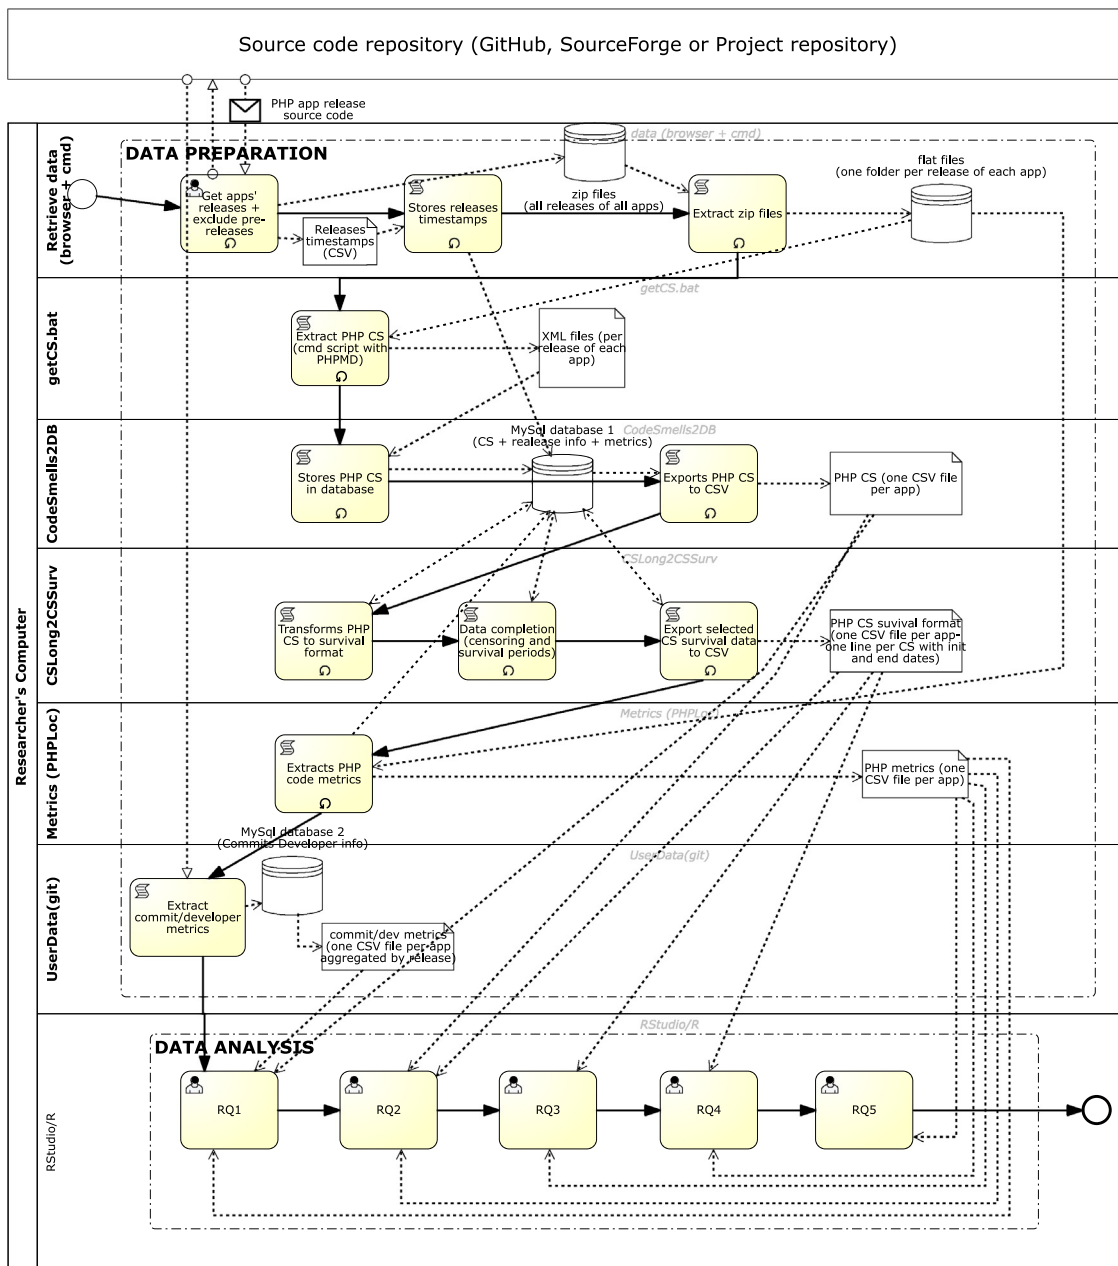 Source code repository (GitHub, SourceForge or Project repository)
PHP app release
source code
Researcher's Computer
Retrieve data
(browser + cmd)
data (browser + cmd)
DATA PREPARATION
Get apps'
releases +
exclude pre-
releases
Releases
timestamps
(CSV)
Stores releases
timestamps
zip files
(all releases of all apps)
Extract zip files
flat files
(one folder per release of each app)
getCS.bat
getCS.bat
Extract PHP CS
(cmd script with
PHPMD)
XML files (per
release of each
app)
CodeSmells2DB
CodeSmells2DB
Stores PHP CS
in database
MySql database 1
(CS + realease info + metrics)
Exports PHP CS
to CSV
PHP CS (one CSV file
per app)
CSLong2CSSurv
CSLong2CSSurv
Transforms PHP
CS to survival
format
Data completion
(censoring and
survival periods)
Export selected
CS survival data
to CSV
PHP CS suvival format
(one CSV file per app-
one line per CS with init
and end dates)
Metrics (PHPLoc)
Metrics (PHPLoc)
Extracts PHP
code metrics
PHP metrics (one
CSV file per app)
UserData(git)
UserData(git)
MySql database 2
(Commits Developer info)
Extract
commit/developer
metrics
commit/dev metrics
(one CSV file per app
aggregated by release)
RStudio/R
RStudio/R
DATA ANALYSIS
RQ1
RQ2
RQ3
RQ4
RQ5